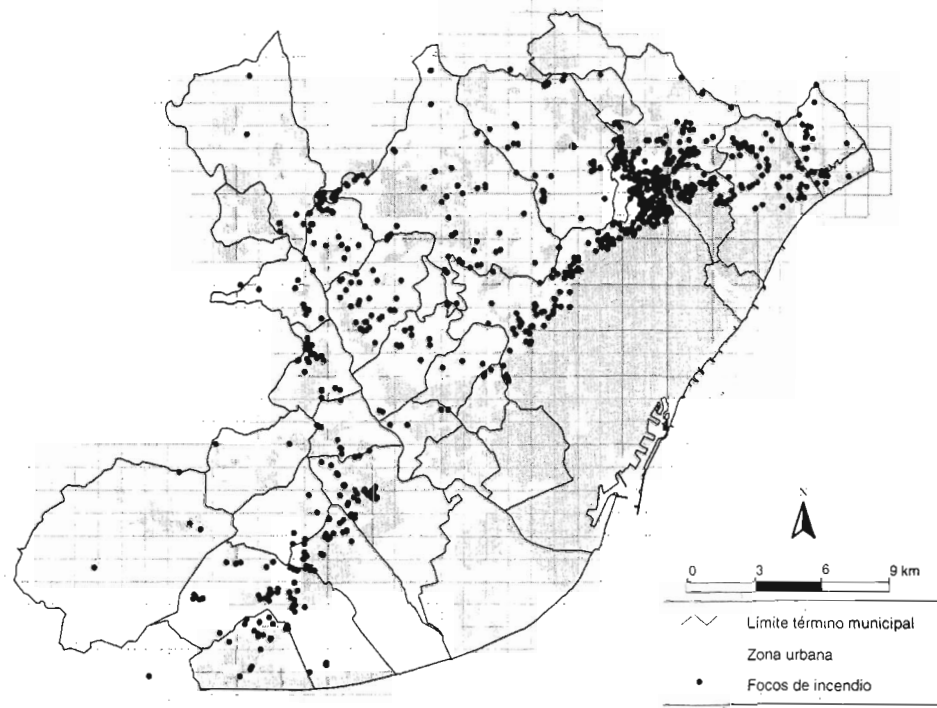 N
0 3 6 9 km
Límite término municipal
Zona urbana
Focos de incendio